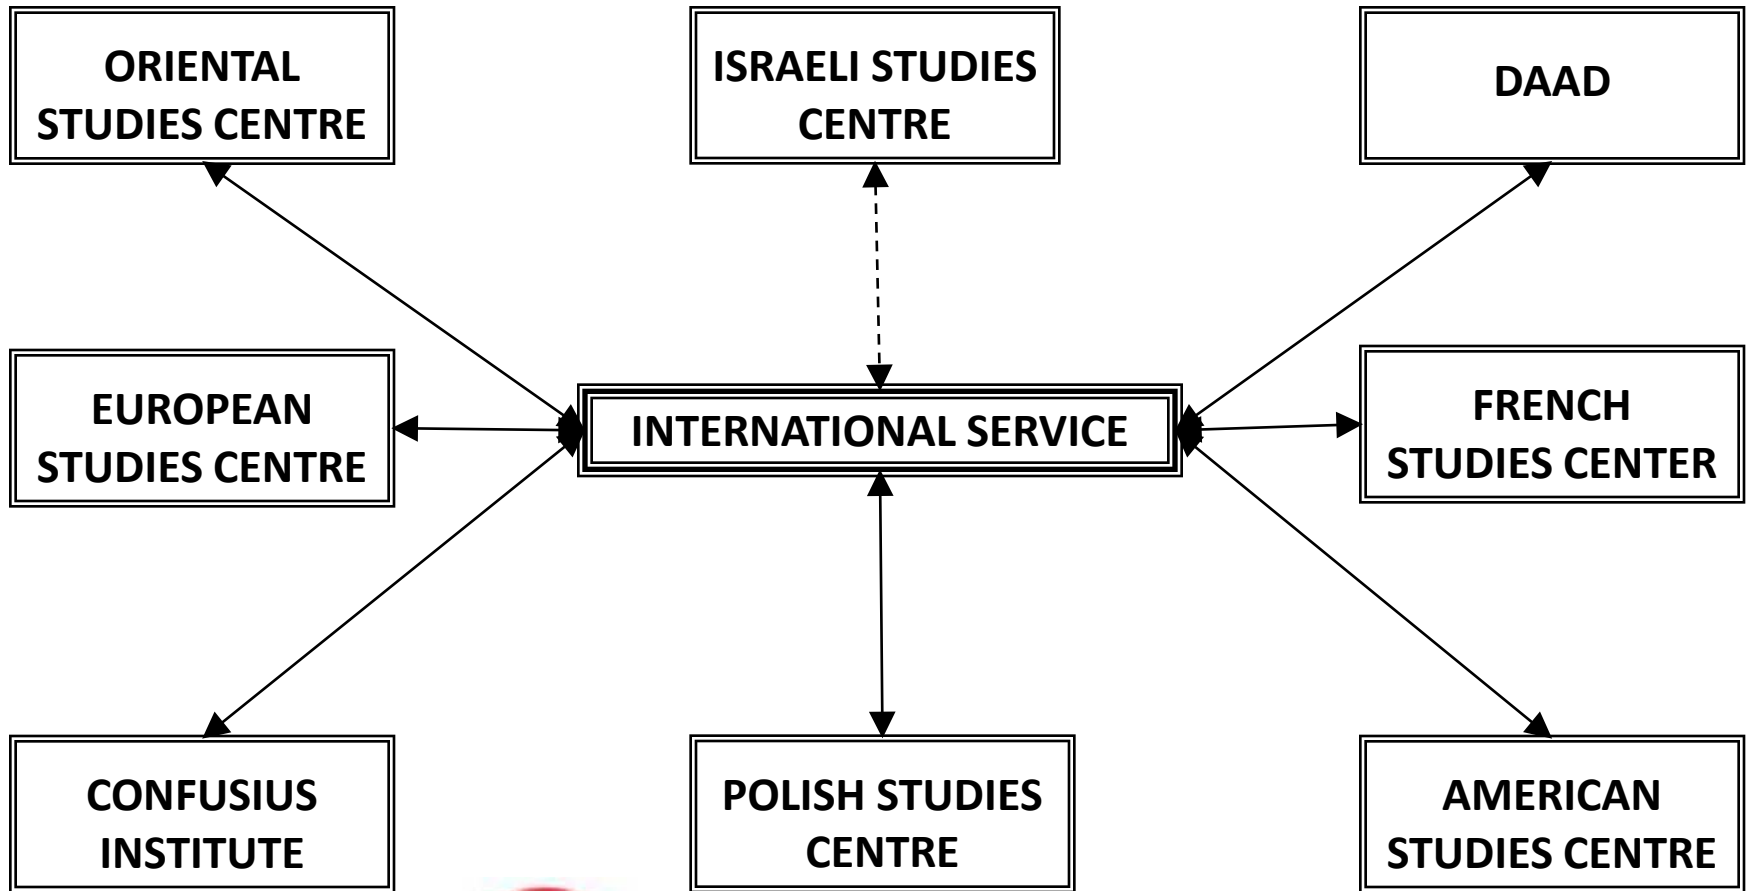 ORIENTAL
STUDIES CENTRE
ISRAELI STUDIES
CENTRE
DAAD
EUROPEAN
STUDIES CENTRE
INTERNATIONAL SERVICE
FRENCH
STUDIES CENTER
CONFUSIUS
INSTITUTE
POLISH STUDIES
CENTRE
AMERICAN
STUDIES CENTRE